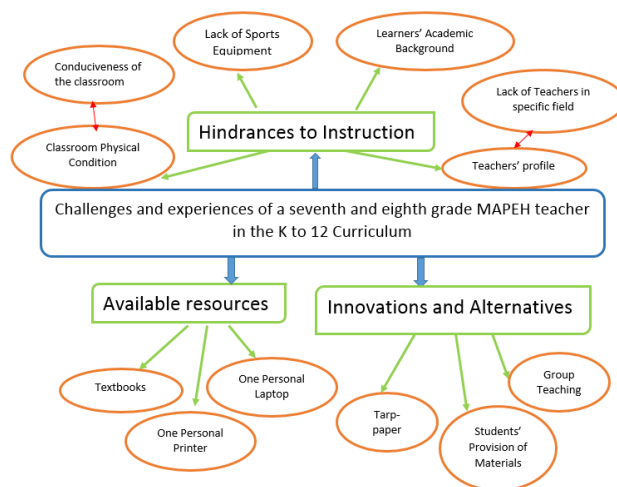 Lack of Sports
Equipment
Learners' Academic
Background
Conduciveness of
the classroom
Lack of Teachers in
specific field
Hindrances to Instruction
Classroom Physical
Condition
Teachers' profile
Challenges and experiences of a seventh and eighth grade MAPEH teacher
in the K to 12 Curriculum
Available resources
Innovations and Alternatives
Textbooks
One Personal
Laptop
One Personal
Printer
Tarp-
paper
Students'
Provision of
Materials
Group
Teaching